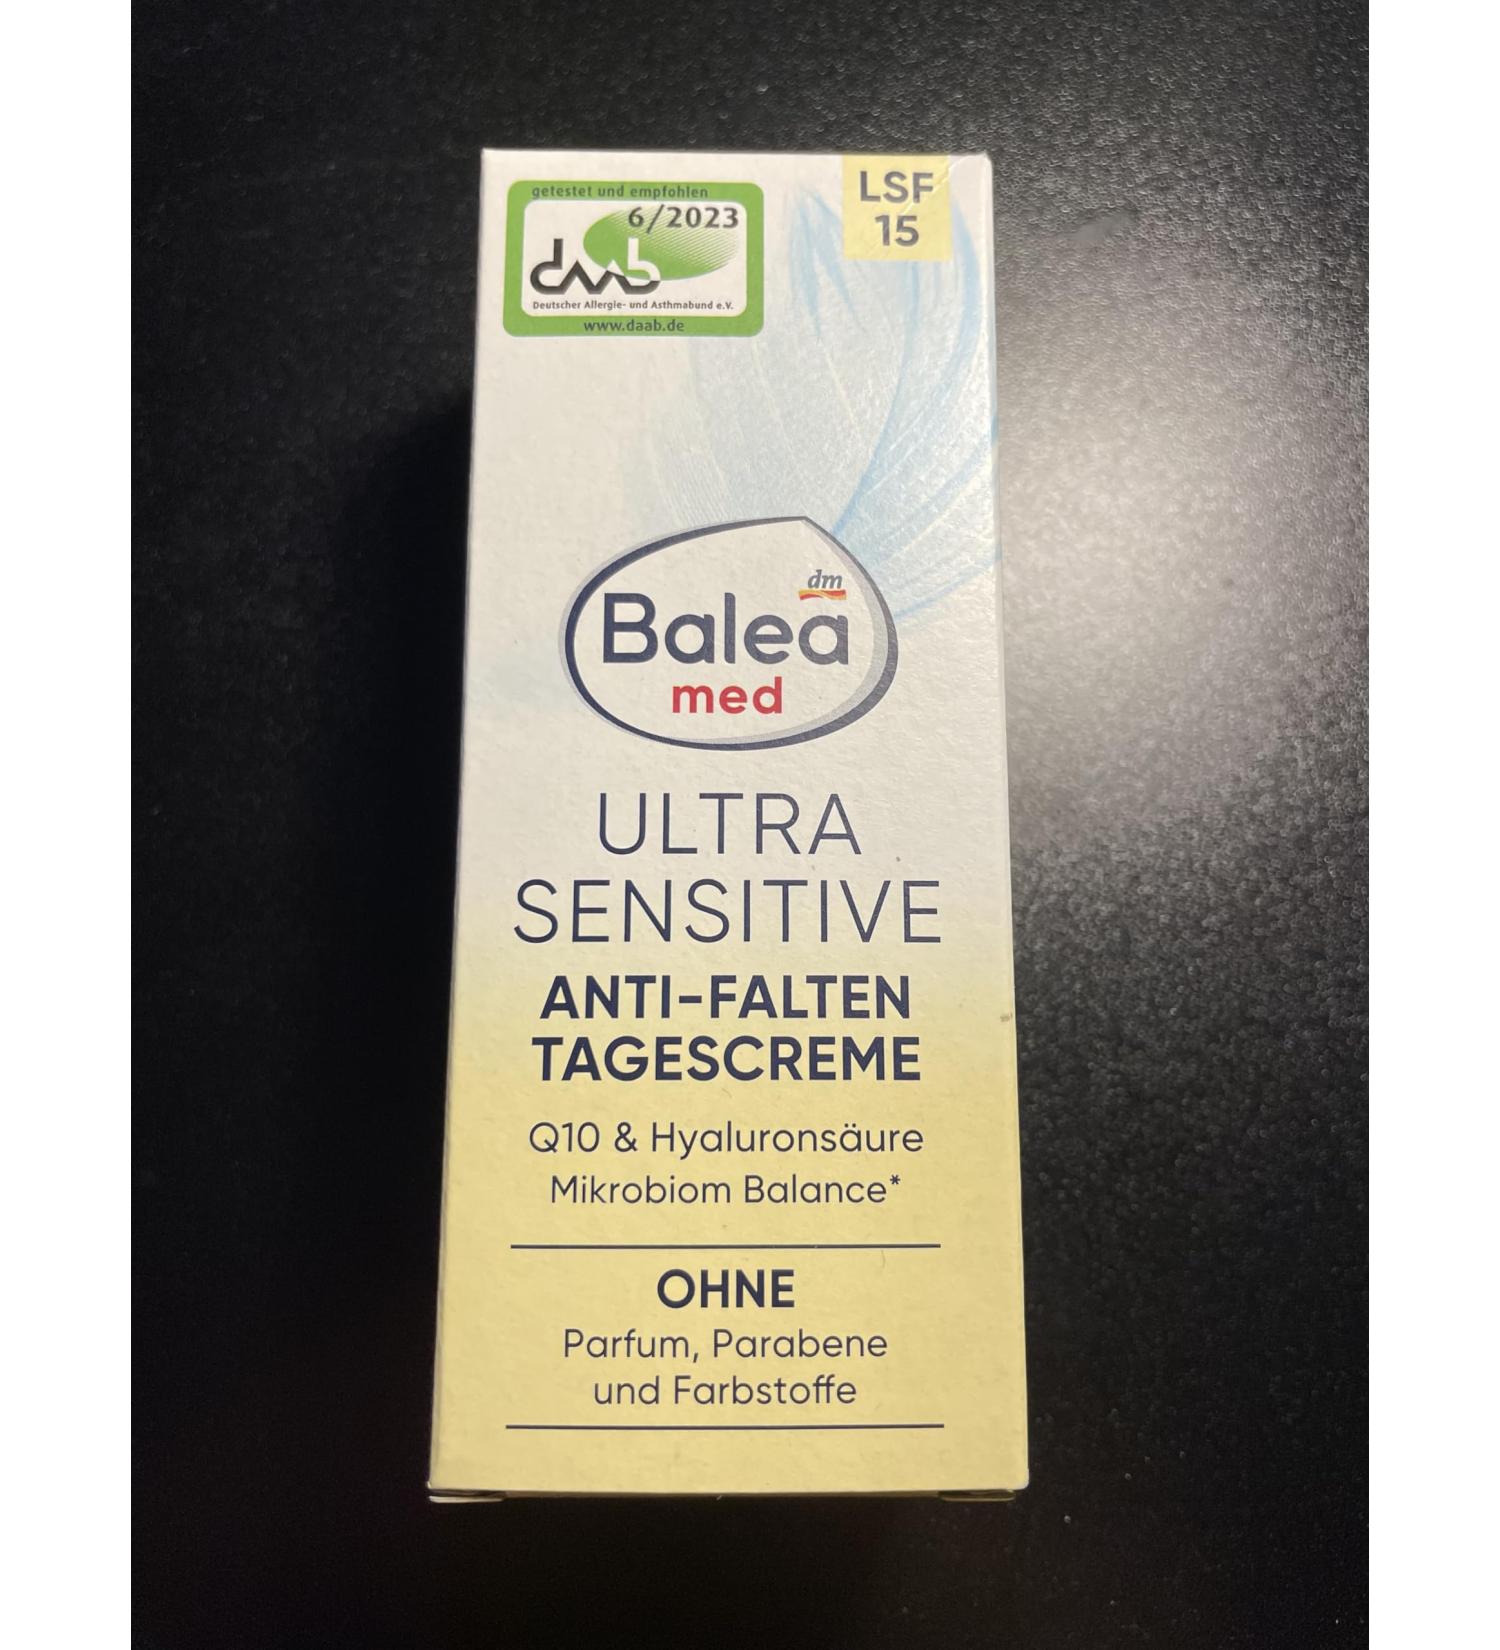 getestet und empfohlen
6/2023
daab
Deutscher Allergie- und Asthmabund e.V.
www.daab.de
LSF
15
dm
Balea
med
ULTRA
SENSITIVE
ANTI-FALTEN
TAGESCREME
Q10 & Hyaluronsäure
Mikrobiom Balance*
OHNE
Parfum, Parabene
und Farbstoffe